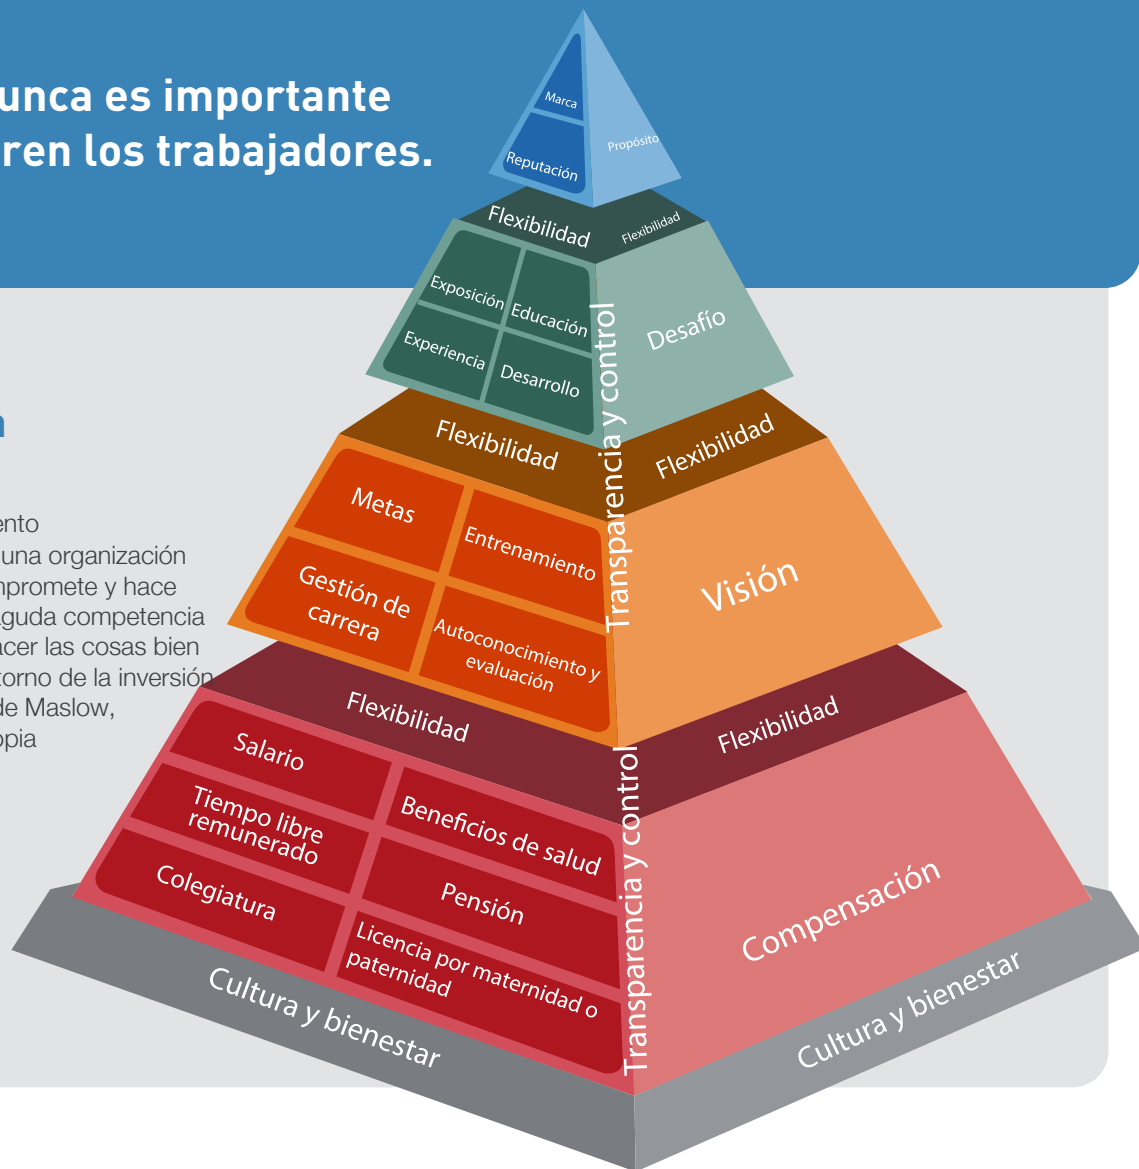 unca es importante
ren los trabajadores.
ento
una organización
mpromete y hace
aguda competencia
acer las cosas bien
torno de la inversión
de Maslow,
opia
Marca
Reputación
Propósito
Flexibilidad
Flexibilidad
Exposición
Educación
Experiencia
Desarrollo
Desafío
Transparencia y control
Flexibilidad
Flexibilidad
Metas
Entrenamiento
Gestión de
carrera
Autoconocimiento y
evaluación
Visión
Flexibilidad
Flexibilidad
Salario
Beneficios de salud
Tiempo libre
remunerado
Pensión
Colegiatura
Licencia por maternidad o
paternidad
Compensación
Transparencia y control
Cultura y bienestar
Cultura y bienestar